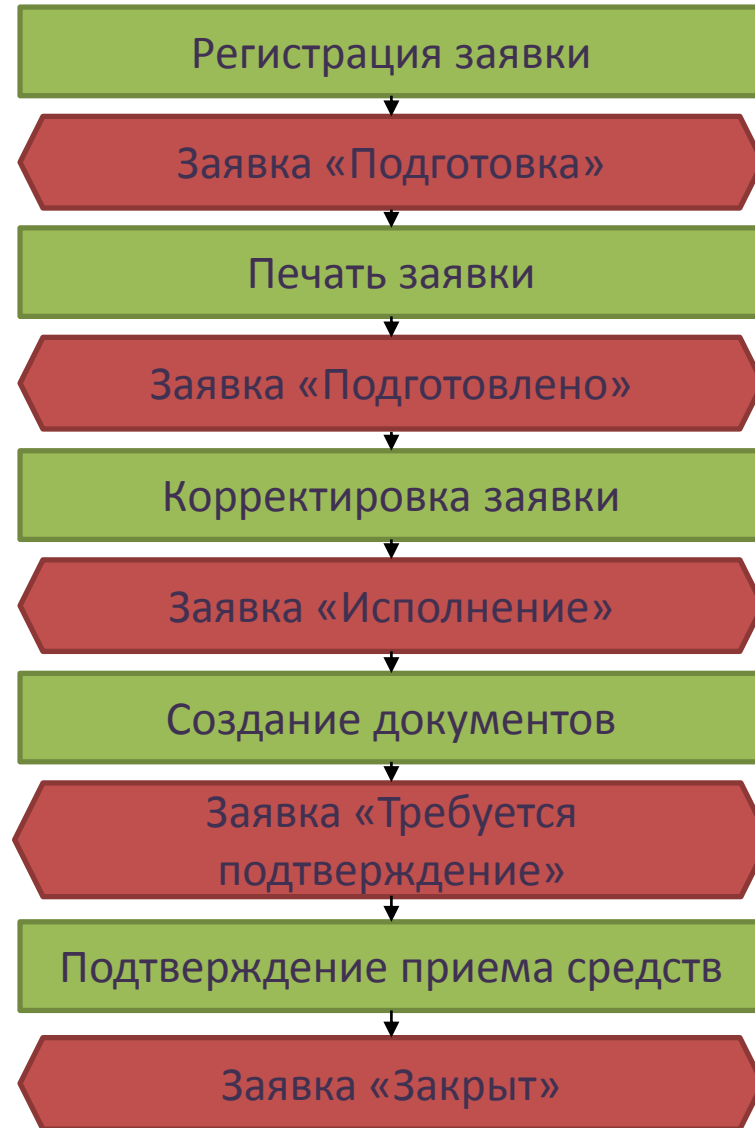 Регистрация заявки
Заявка «Подготовка»
Печать заявки
Заявка «Подготовлено»
Корректировка заявки
Заявка «Исполнение»
Создание документов
Заявка «Требуется
подтверждение»
Подтверждение приема средств
Заявка «Закрыт»